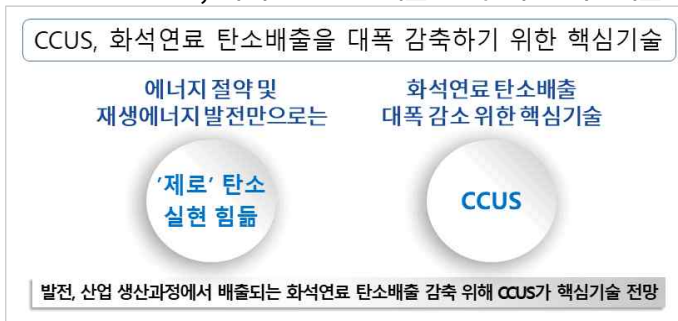 CCUS, 화석연료 탄소배출을 대폭 감축하기 위한 핵심기술
에너지 절약 및
재생에너지 발전만으로는
화석연료 탄소배출
대폭 감소 위한 핵심기술
'제로' 탄소
실현 힘듦
CCUS
발전, 산업 생산과정에서 배출되는 화석연료 탄소배출 감축 위해 CCUS가 핵심기술 전망